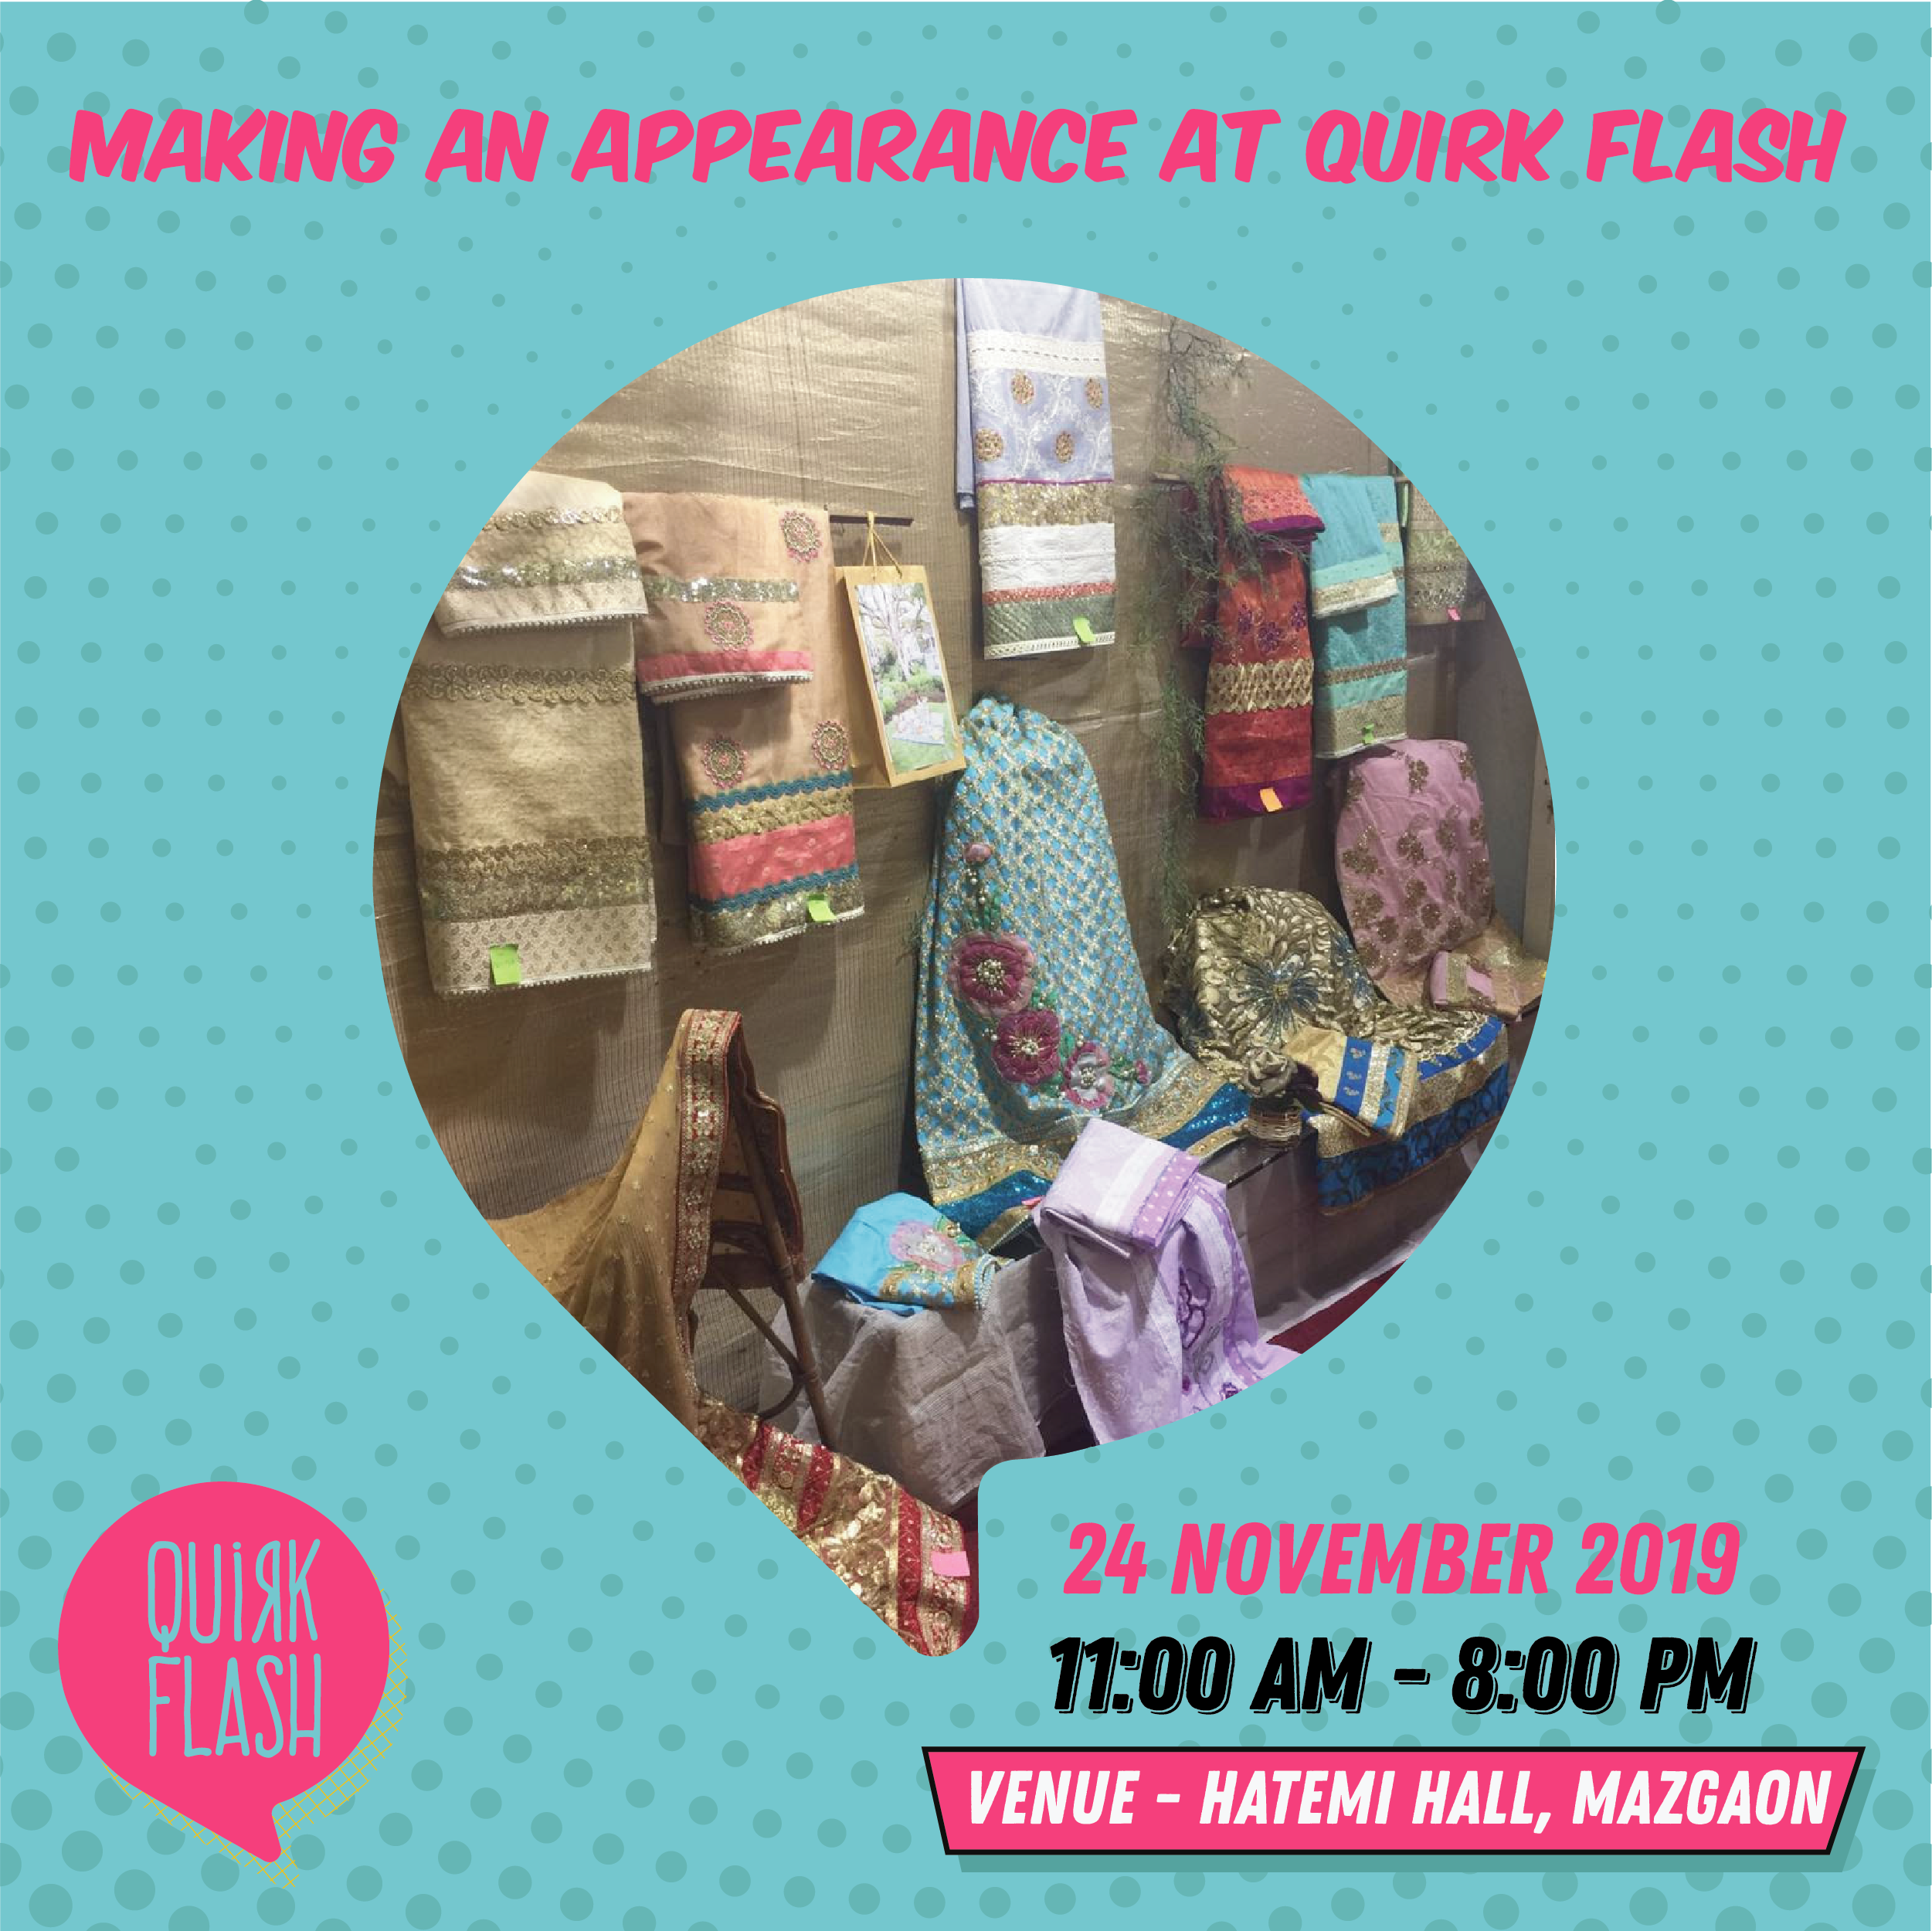 MAKING AN APPEARANCE AT QUIRK FLASH
24 NOVEMBER 2019
11:00 AM - 8:00 PM
VENUE - HATEMI HALL, MAZGAON
QUiRK
FLASH